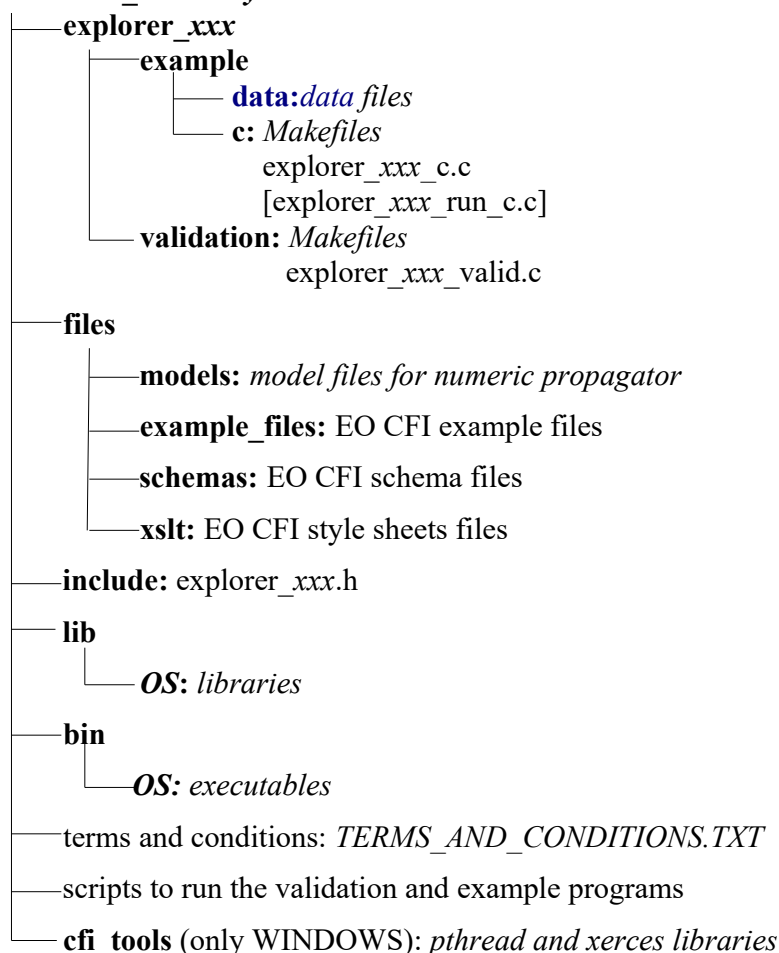 explorer_xxx
example
data:data files
c: Makefiles
explorer_xxx_c.c
[explorer_xxx_run_c.c]
validation: Makefiles
explorer_xxx_valid.c
files
models: model files for numeric propagator
example_files: EO CFI example files
schemas: EO CFI schema files
xslt: EO CFI style sheets files
include: explorer_xxx.h
lib
OS: libraries
bin
OS: executables
terms and conditions: TERMS_AND_CONDITIONS.TXT
scripts to run the validation and example programs
cfi_tools (only WINDOWS): pthread and xerces libraries